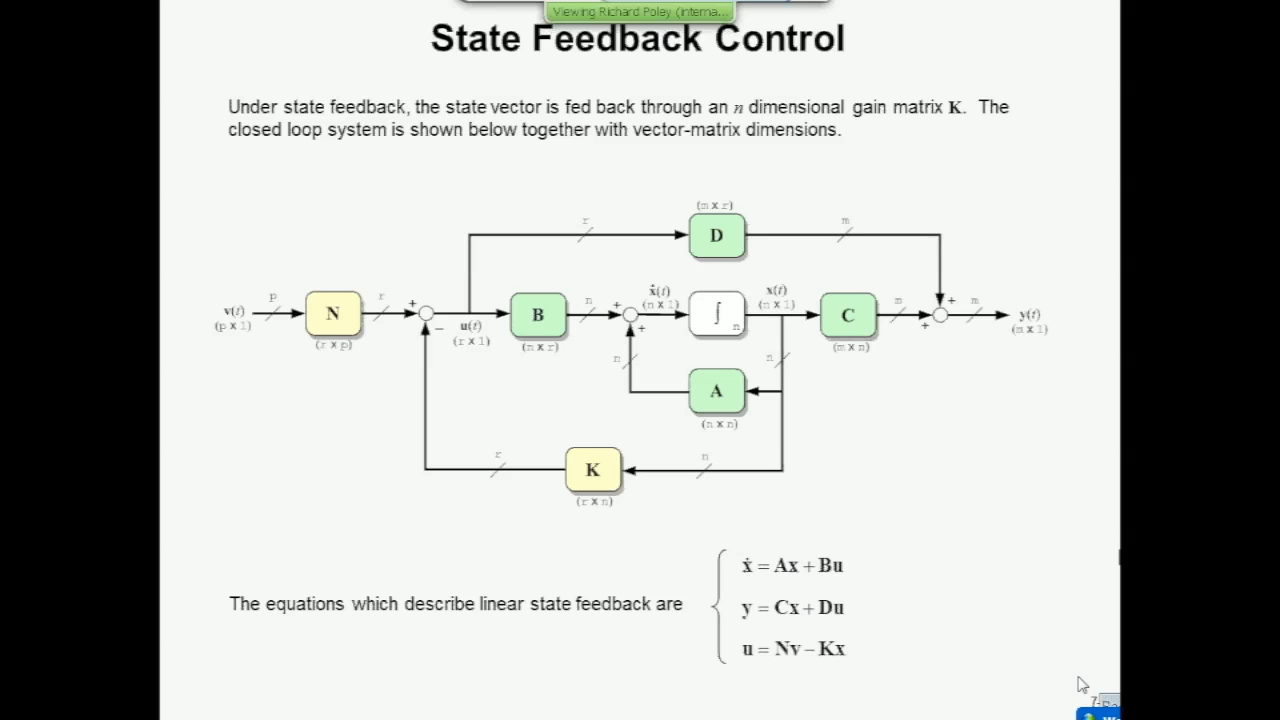 Viewing Richard Poley (interna...
State Feedback Control
Under state feedback, the state vector is fed back through an n dimensional gain matrix K. The
closed loop system is shown below together with vector-matrix dimensions.
(m x r)
r
D
m
v(t)
(p x 1)
p
N
(r x p)
r
+
−
u(t)
(r x 1)
B
(n x r)
n
+
+
ẋ(t)
(n x 1)
∫
n
x(t)
(n x 1)
C
(m x n)
m
+
+
m
y(t)
(m x 1)
n
A
(n x n)
n
r
K
(r x n)
n
The equations which describe linear state feedback are
ẋ = Ax + Bu
y = Cx + Du
u = Nv − Kx